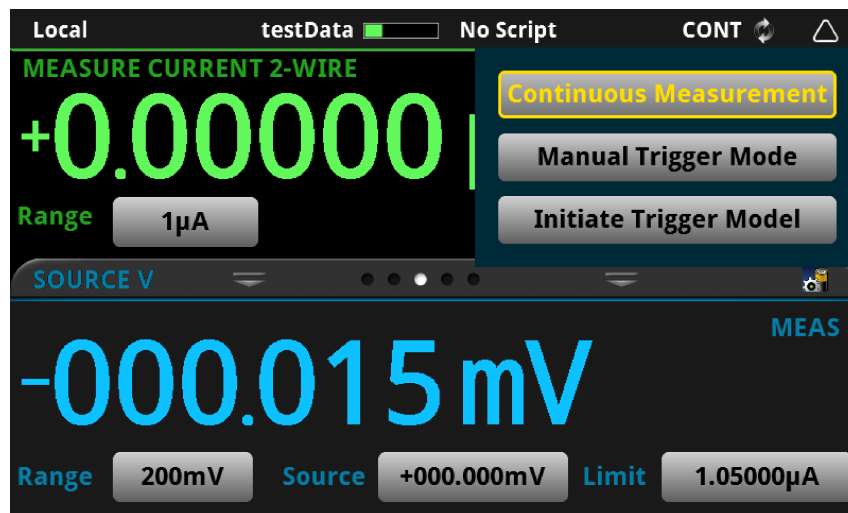 Local testData No Script CONT
MEASURE CURRENT 2-WIRE
+0.00000
Continuous Measurement
Manual Trigger Mode
Initiate Trigger Model
Range 1µA
SOURCE V
MEAS
-000.015 mV
Range 200mV Source +000.000mV Limit 1.05000µA